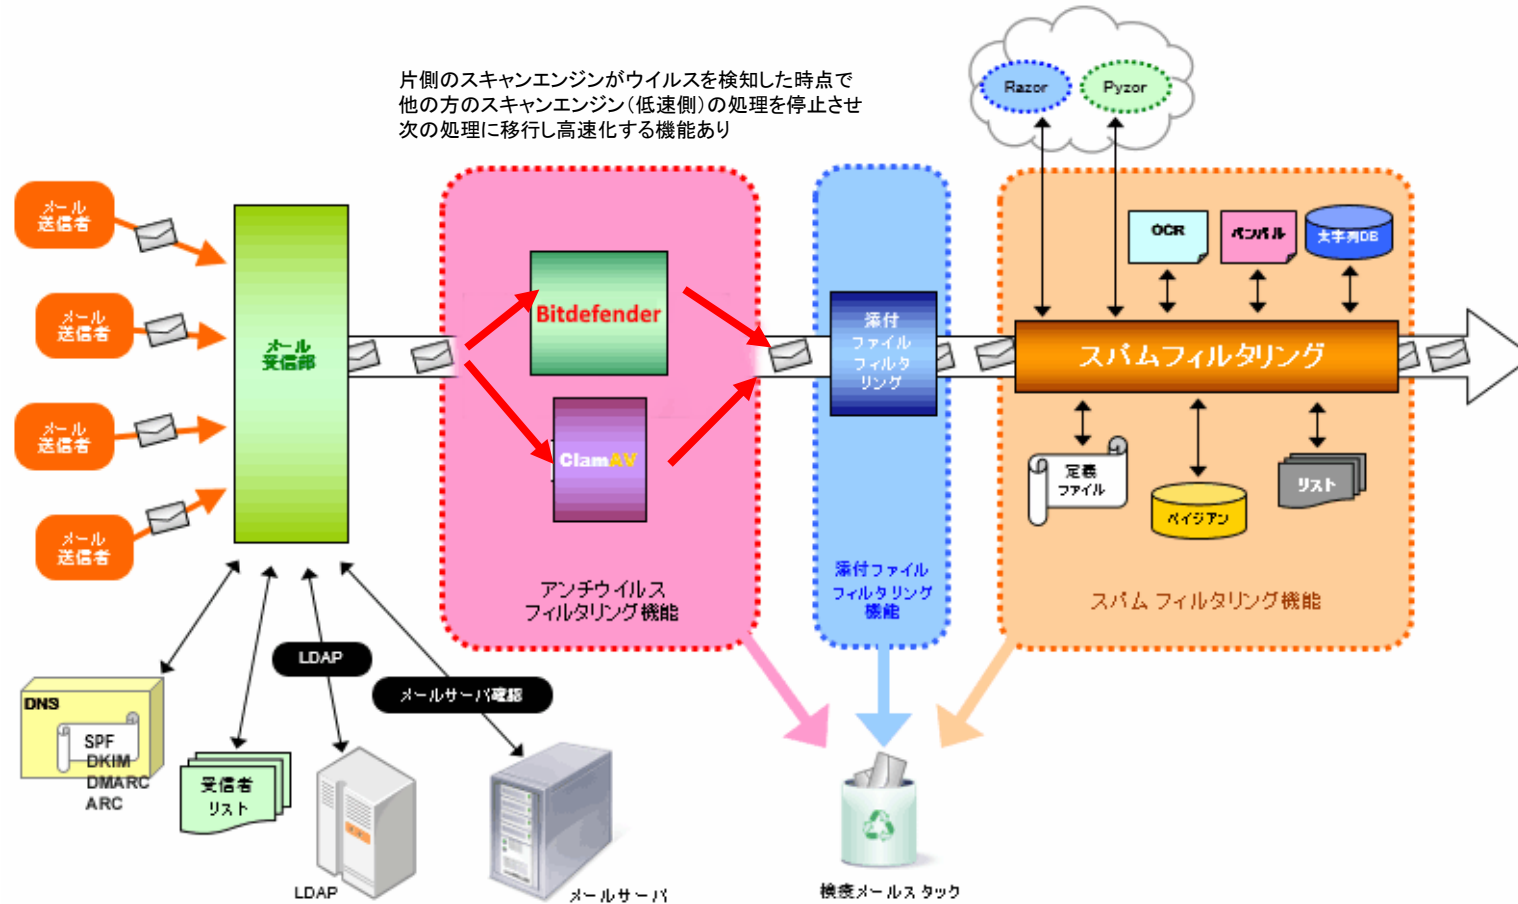 片側のスキャンエンジンがウイルスを検知した時点で
他の方のスキャンエンジン(低速側)の処理を停止させ
次の処理に移行し高速化する機能あり
Razor
Pyzor
メール
送信者
メール
送信者
メール
送信者
メール
送信者
メール
受信部
Bitdefender
ClamAV
アンチウイルス
フィルタリング機能
添付
ファイル
フィルタ
リング
添付ファイル
フィルタリング
機能
OCR
ベンバル
文字列DB
スパムフィルタリング
定義
ファイル
ベイジアン
リスト
スパム フィルタリング機能
LDAP
メールサーバ確認
DNS
SPF
DKIM
DMARC
ARC
受信者
リスト
LDAP
メールサーバ
検疫メールスタック